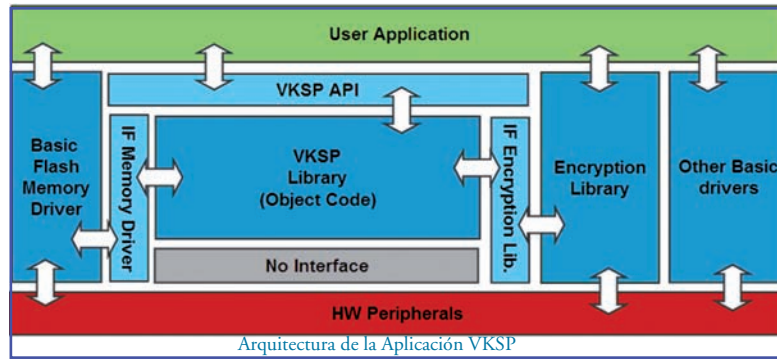 User Application
VKSP API
Basic
Flash
Memory
Driver
IF Memory Driver
VKSP
Library
(Object Code)
IF Encryption Lib.
Encryption
Library
Other Basic
drivers
No Interface
HW Peripherals
Arquitectura de la Aplicación VKSP